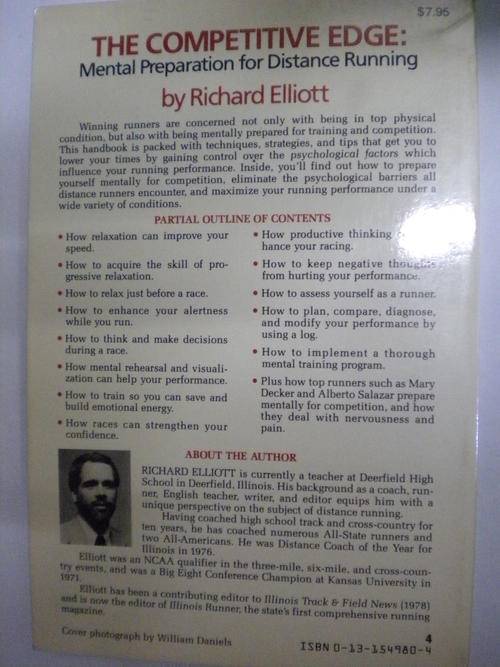 $7.95
THE COMPETITIVE EDGE:
Mental Preparation for Distance Running
by Richard Elliott
Winning runners are concerned not only with being in top physical
condition, but also with being mentally prepared for training and competition.
This handbook is packed with techniques, strategies, and tips that get you to
lower your times by gaining control over the psychological factors which
influence your running performance. Inside, you'll find out how to prepare
yourself mentally for competition, eliminate the psychological barriers all
distance runners encounter, and maximize your running performance under a
wide variety of conditions.
PARTIAL OUTLINE OF CONTENTS
• How relaxation can improve your
speed.
• How to acquire the skill of pro-
gressive relaxation.
• How to relax just before a race.
• How to enhance your alertness
while you run.
• How to think and make decisions
during a race.
• How mental rehearsal and visuali-
zation can help your performance.
• How to train so you can save and
build emotional energy.
• How races can strengthen your
confidence.
• How productive thinking
hance your racing.
• How to keep negative thoughts
from hurting your performance.
• How to assess yourself as a runner.
• How to plan, compare, diagnose,
and modify your performance by
using a log.
• How to implement a thorough
mental training program.
• Plus how top runners such as Mary
Decker and Alberto Salazar prepare
mentally for competition, and how
they deal with nervousness and
pain.
ABOUT THE AUTHOR
RICHARD ELLIOTT is currently a teacher at Deerfield High
School in Deerfield, Illinois. His background as a coach, run-
ner, English teacher, writer, and editor equips him with a
unique perspective on the subject of distance running.
Having coached high school track and cross-country for
ten years, he has coached numerous All-State runners and
two All-Americans. He was Distance Coach of the Year for
Illinois in 1976.
Elliott was an NCAA qualifier in the three-mile, six-mile, and cross-coun-
try events, and was a Big Eight Conference Champion at Kansas University in
1971.
Elliott has been a contributing editor to Illinois Track & Field News (1978)
and is now the editor of Illinois Runner, the state's first comprehensive running
magazine.
Cover photograph by William Daniels
4
ISBN 0-13-154980-4